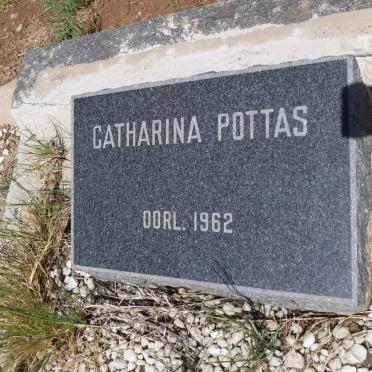 CATHARINA POTTAS
OORL. 1962